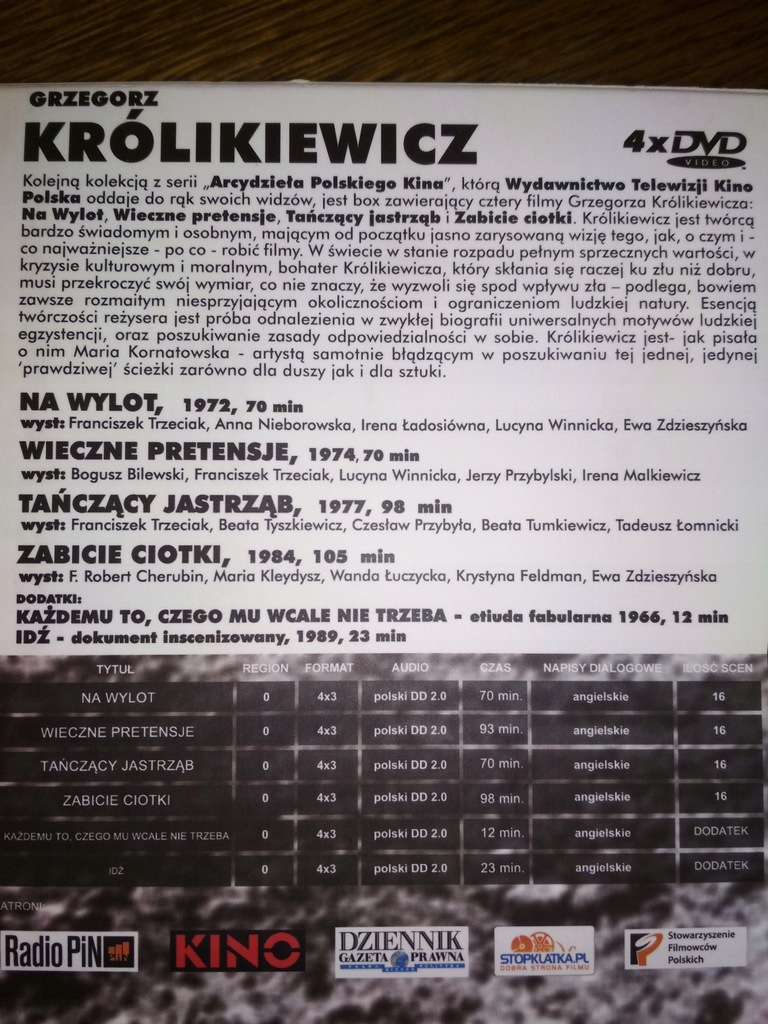 GRZEGORZ
KRÓLIKIEWICZ
4xDVD
VIDEO
Kolejną kolekcją z serii „Arcydzieła Polskiego Kina", którą Wydawnictwo Telewizji Kino
Polska oddaje do rąk swoich widzów, jest box zawierający cztery filmy Grzegorza Królikiewicza:
Na Wylot, Wieczne pretensje, Tańczący jastrząb i Zabicie ciotki. Królikiewicz jest twórcą
bardzo świadomym i osobnym, mającym od początku jasno zarysowaną wizję tego, jak, o czym i -
co najważniejsze - po co - robić filmy. W świecie w stanie rozpadu pełnym sprzecznych wartości, w
kryzysie kulturowym i moralnym, bohater Królikiewicza, który skłania się raczej ku złu niż dobru,
musi przekroczyć swój wymiar, co nie znaczy, że wyzwoli się spod wpływu zła – podlega, bowiem
zawsze rozmaitym niesprzyjającym okolicznościom i ograniczeniom ludzkiej natury. Esencją
twórczości reżysera jest próba odnalezienia w zwykłej biografii uniwersalnych motywów ludzkiej
egzystencji, oraz poszukiwanie zasady odpowiedzialności w sobie. Królikiewicz jest- jak pisała
o nim Maria Kornatowska - artystą samotnie błądzącym w poszukiwaniu tej jednej, jedynej
'prawdziwej' ścieżki zarówno dla duszy jak i dla sztuki.
NA WYLOT, 1972, 70 min
wyst: Franciszek Trzeciak, Anna Nieborowska, Irena Ładosiówna, Lucyna Winnicka, Ewa Zdzieszyńska
WIECZNE PRETENSJE, 1974, 70 min
wyst: Bogusz Bilewski, Franciszek Trzeciak, Lucyna Winnicka, Jerzy Przybylski, Irena Malkiewicz
TAŃCZĄCY JASTRZĄB, 1977, 98 min
wyst: Franciszek Trzeciak, Beata Tyszkiewicz, Czesław Przybyła, Beata Tumkiewicz, Tadeusz Łomnicki
ZABICIE CIOTKI, 1984, 105 min
wyst: F. Robert Cherubin, Maria Kleydysz, Wanda Łuczycka, Krystyna Feldman, Ewa Zdzieszyńska
DODATKI:
KAŻDEMU TO, CZEGO MU WCALE NIE TRZEBA - etiuda fabularna 1966, 12 min
IDŹ - dokument inscenizowany, 1989, 23 min
TYTUŁ REGION FORMAT AUDIO CZAS NAPISY DIALOGOWE ILOŚĆ SCEN
NA WYLOT 0 4x3 polski DD 2.0 70 min. angielskie 16
WIECZNE PRETENSJE 0 4x3 polski DD 2.0 93 min. angielskie 16
TAŃCZĄCY JASTRZĄB 0 4x3 polski DD 2.0 70 min. angielskie 16
ZABICIE CIOTKI 0 4x3 polski DD 2.0 98 min. angielskie 16
KAŻDEMU TO, CZEGO MU WCALE NIE TRZEBA 0 4x3 polski DD 2.0 12 min. angielskie DODATEK
IDŹ 0 4x3 polski DD 2.0 23 min. angielskie DODATEK
ATRONI:
Radio PiN
KINO
DZIENNIK
GAZETA PRAWNA
STOPKLATKA.PL
DOBRA STRONA FILMU
Stowarzyszenie
Filmowców
Polskich